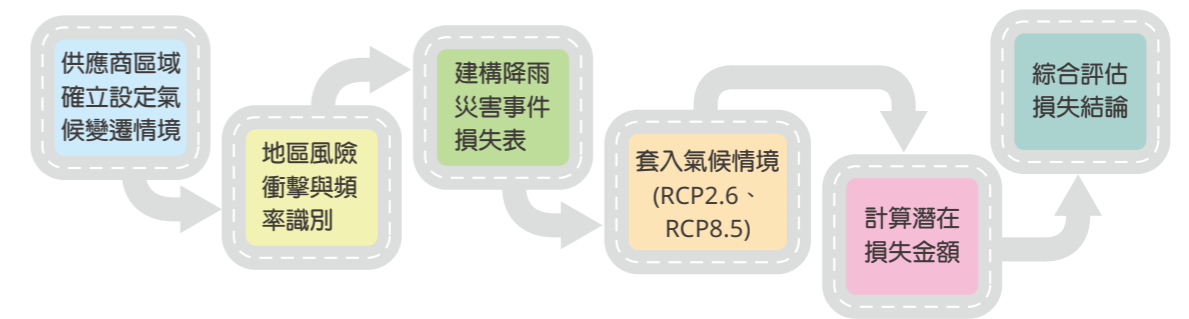 供應商區域
確立設定氣
候變遷情境
地區風險
衝擊與頻
率識別
建構降雨
災害事件
損失表
套入氣候情境
(RCP2.6、
RCP8.5)
計算潛在
損失金額
綜合評估
損失結論